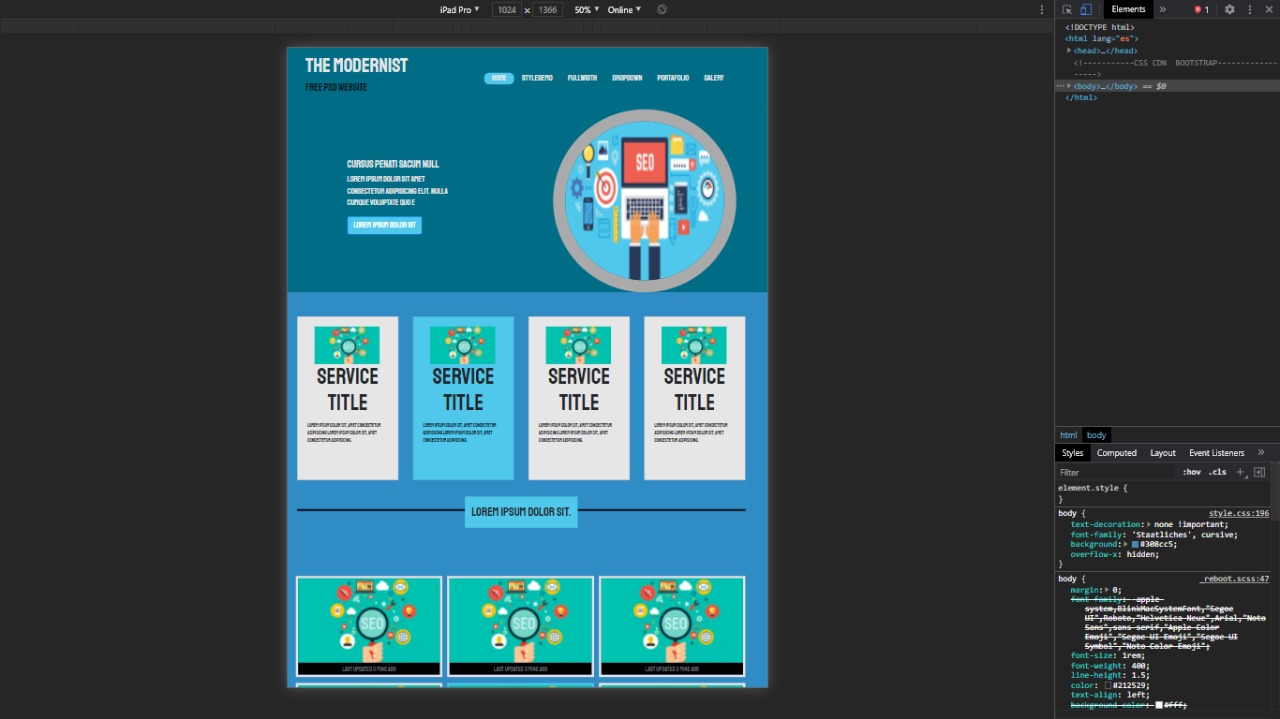 iPad Pro ▼ 1024 × 1366 50% ▼ Online ▼
Elements » 1
THE MODERNIST
FREE PSD WEBSITE
HOME STYLEDEMO FULLWIDTH DROPDOWN PORTAFOLIO GALERY
CURSUS PENATI SACUM NULL
LOREM IPSUM DOLOR SIT AMET
CONSECTETUR ADIPISICING ELIT. NULLA
CUMQUE VOLUPTATE QUO E
LOREM IPSUM DOLOR SIT
SEO
SERVICE SERVICE SERVICE SERVICE
TITLE TITLE TITLE TITLE
LOREM IPSUM DOLOR SIT, AMET CONSECTETUR
ADIPISICING LOREM IPSUM DOLOR SIT, AMET
CONSECTETUR ADIPISICING.
LOREM IPSUM DOLOR SIT, AMET CONSECTETUR
ADIPISICING LOREM IPSUM DOLOR SIT, AMET
CONSECTETUR ADIPISICING.
LOREM IPSUM DOLOR SIT, AMET CONSECTETUR
ADIPISICING LOREM IPSUM DOLOR SIT, AMET
CONSECTETUR ADIPISICING.
LOREM IPSUM DOLOR SIT, AMET CONSECTETUR
ADIPISICING LOREM IPSUM DOLOR SIT, AMET
CONSECTETUR ADIPISICING.
LOREM IPSUM DOLOR SIT.
SEO SEO SEO
LAST UPDATED 3 MINS AGO LAST UPDATED 3 MINS AGO LAST UPDATED 3 MINS AGO
<!DOCTYPE html>
<html lang="es">
<head>…</head>
<!-----------CSS CDN BOOTSTRAP-------------
----->
<body>…</body> == $0
</html>
html body
Styles Computed Layout Event Listeners »
Filter :hov .cls +
element.style {
}
body { style.css:196
text-decoration: none !important;
font-family: 'Staatliches', cursive;
background: #308cc5;
overflow-x: hidden;
}
body { _reboot.scss:47
margin: 0;
font-family: -apple-
system,BlinkMacSystemFont,"Segoe
UI",Roboto,"Helvetica Neue",Arial,"Noto
Sans",sans-serif,"Apple Color
Emoji","Segoe UI Emoji","Segoe UI
Symbol","Noto Color Emoji";
font-size: 1rem;
font-weight: 400;
line-height: 1.5;
color: #212529;
text-align: left;
background-color: #fff;